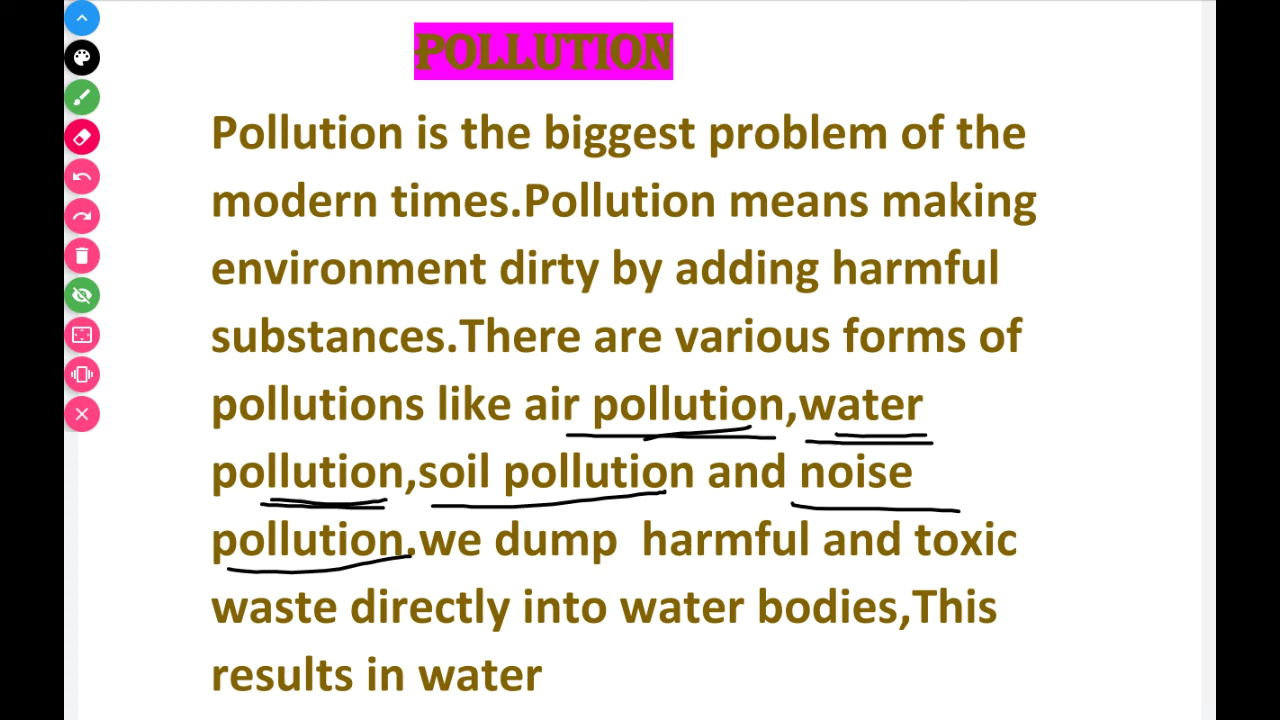 POLLUTION
Pollution is the biggest problem of the
modern times.Pollution means making
environment dirty by adding harmful
substances.There are various forms of
pollutions like air pollution,water
pollution,soil pollution and noise
pollution.we dump  harmful and toxic
waste directly into water bodies,This
results in water